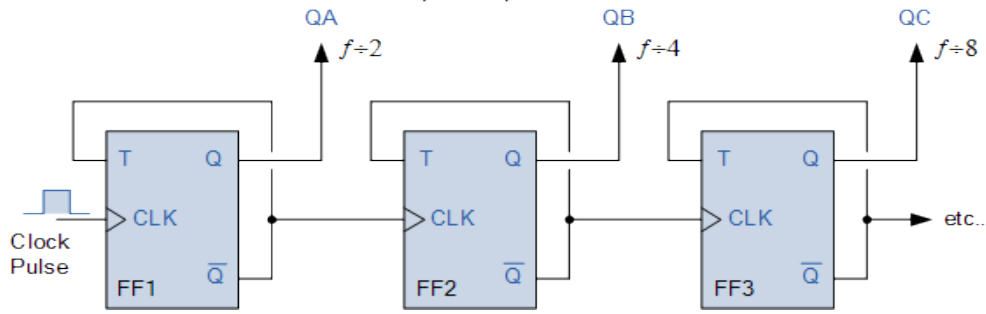 QA QB QC
f÷2 f÷4 f÷8
T Q T Q T Q
CLK CLK CLK etc..
Clock
Pulse
Q̅ Q̅ Q̅
FF1 FF2 FF3